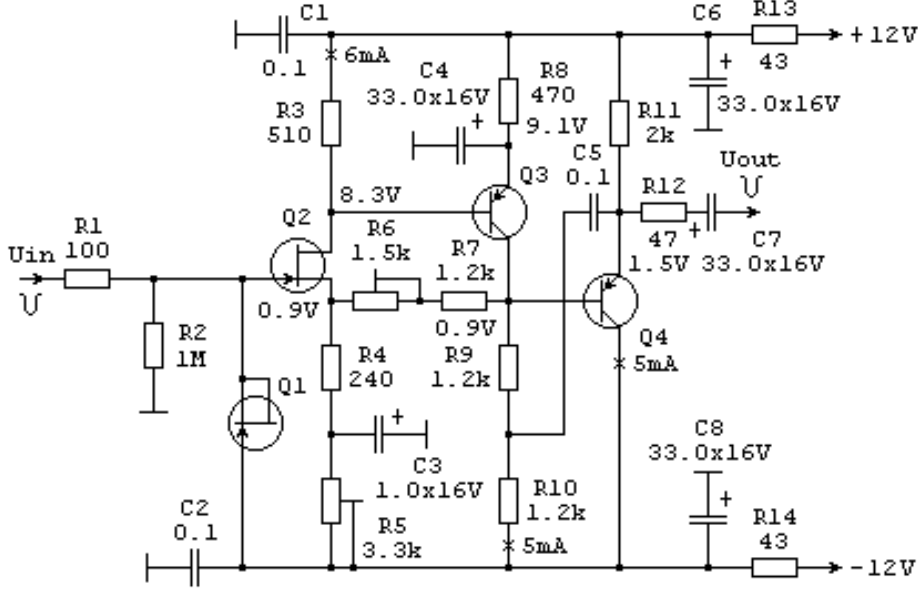 C1
0.1
6mA
C4
33.0x16V
R8
470
9.1V
C6
33.0x16V
R13
43
+12V
R3
510
R11
2k
C5
0.1
Uout
8.3V
Q3
R12
47
1.5V
C7
33.0x16V
Uin
R1
100
Q2
0.9V
R6
1.5k
R7
1.2k
0.9V
Q4
5mA
R2
1M
Q1
R4
240
R9
1.2k
C3
1.0x16V
C8
33.0x16V
C2
0.1
R5
3.3k
R10
1.2k
5mA
R14
43
-12V